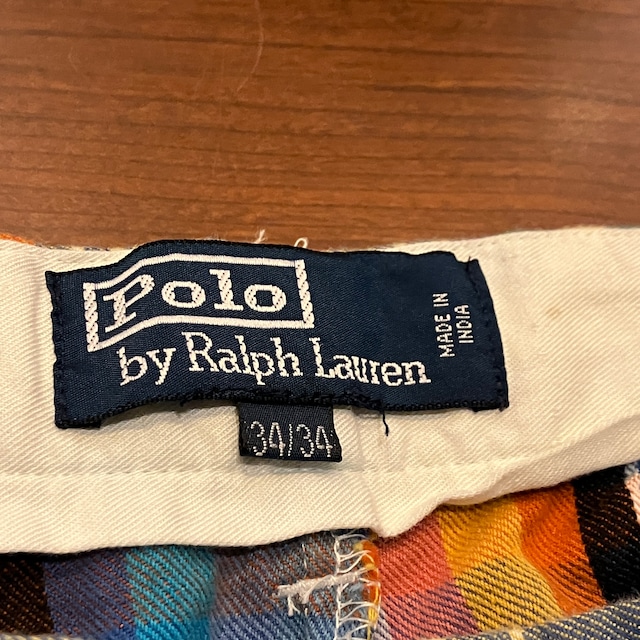 Polo
by Ralph Lauren
MADE IN
INDIA
34/34